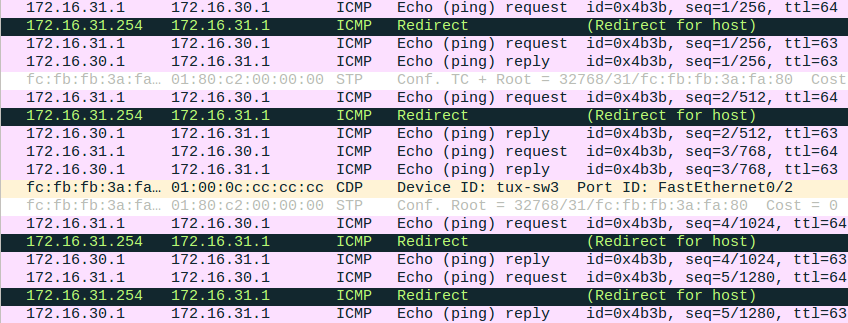 172.16.31.1 172.16.30.1 ICMP Echo (ping) request id=0x4b3b, seq=1/256, ttl=64
172.16.31.254 172.16.31.1 ICMP Redirect (Redirect for host)
172.16.31.1 172.16.30.1 ICMP Echo (ping) request id=0x4b3b, seq=1/256, ttl=63
172.16.30.1 172.16.31.1 ICMP Echo (ping) reply id=0x4b3b, seq=1/256, ttl=63
fc:fb:fb:3a:fa… 01:80:c2:00:00:00 STP Conf. TC + Root = 32768/31/fc:fb:fb:3a:fa:80 Cost
172.16.31.1 172.16.30.1 ICMP Echo (ping) request id=0x4b3b, seq=2/512, ttl=64
172.16.31.254 172.16.31.1 ICMP Redirect (Redirect for host)
172.16.30.1 172.16.31.1 ICMP Echo (ping) reply id=0x4b3b, seq=2/512, ttl=63
172.16.31.1 172.16.30.1 ICMP Echo (ping) request id=0x4b3b, seq=3/768, ttl=64
172.16.30.1 172.16.31.1 ICMP Echo (ping) reply id=0x4b3b, seq=3/768, ttl=63
fc:fb:fb:3a:fa… 01:00:0c:cc:cc:cc CDP Device ID: tux-sw3 Port ID: FastEthernet0/2
fc:fb:fb:3a:fa… 01:80:c2:00:00:00 STP Conf. Root = 32768/31/fc:fb:fb:3a:fa:80 Cost = 0
172.16.31.1 172.16.30.1 ICMP Echo (ping) request id=0x4b3b, seq=4/1024, ttl=64
172.16.31.254 172.16.31.1 ICMP Redirect (Redirect for host)
172.16.30.1 172.16.31.1 ICMP Echo (ping) reply id=0x4b3b, seq=4/1024, ttl=63
172.16.31.1 172.16.30.1 ICMP Echo (ping) request id=0x4b3b, seq=5/1280, ttl=64
172.16.31.254 172.16.31.1 ICMP Redirect (Redirect for host)
172.16.30.1 172.16.31.1 ICMP Echo (ping) reply id=0x4b3b, seq=5/1280, ttl=63